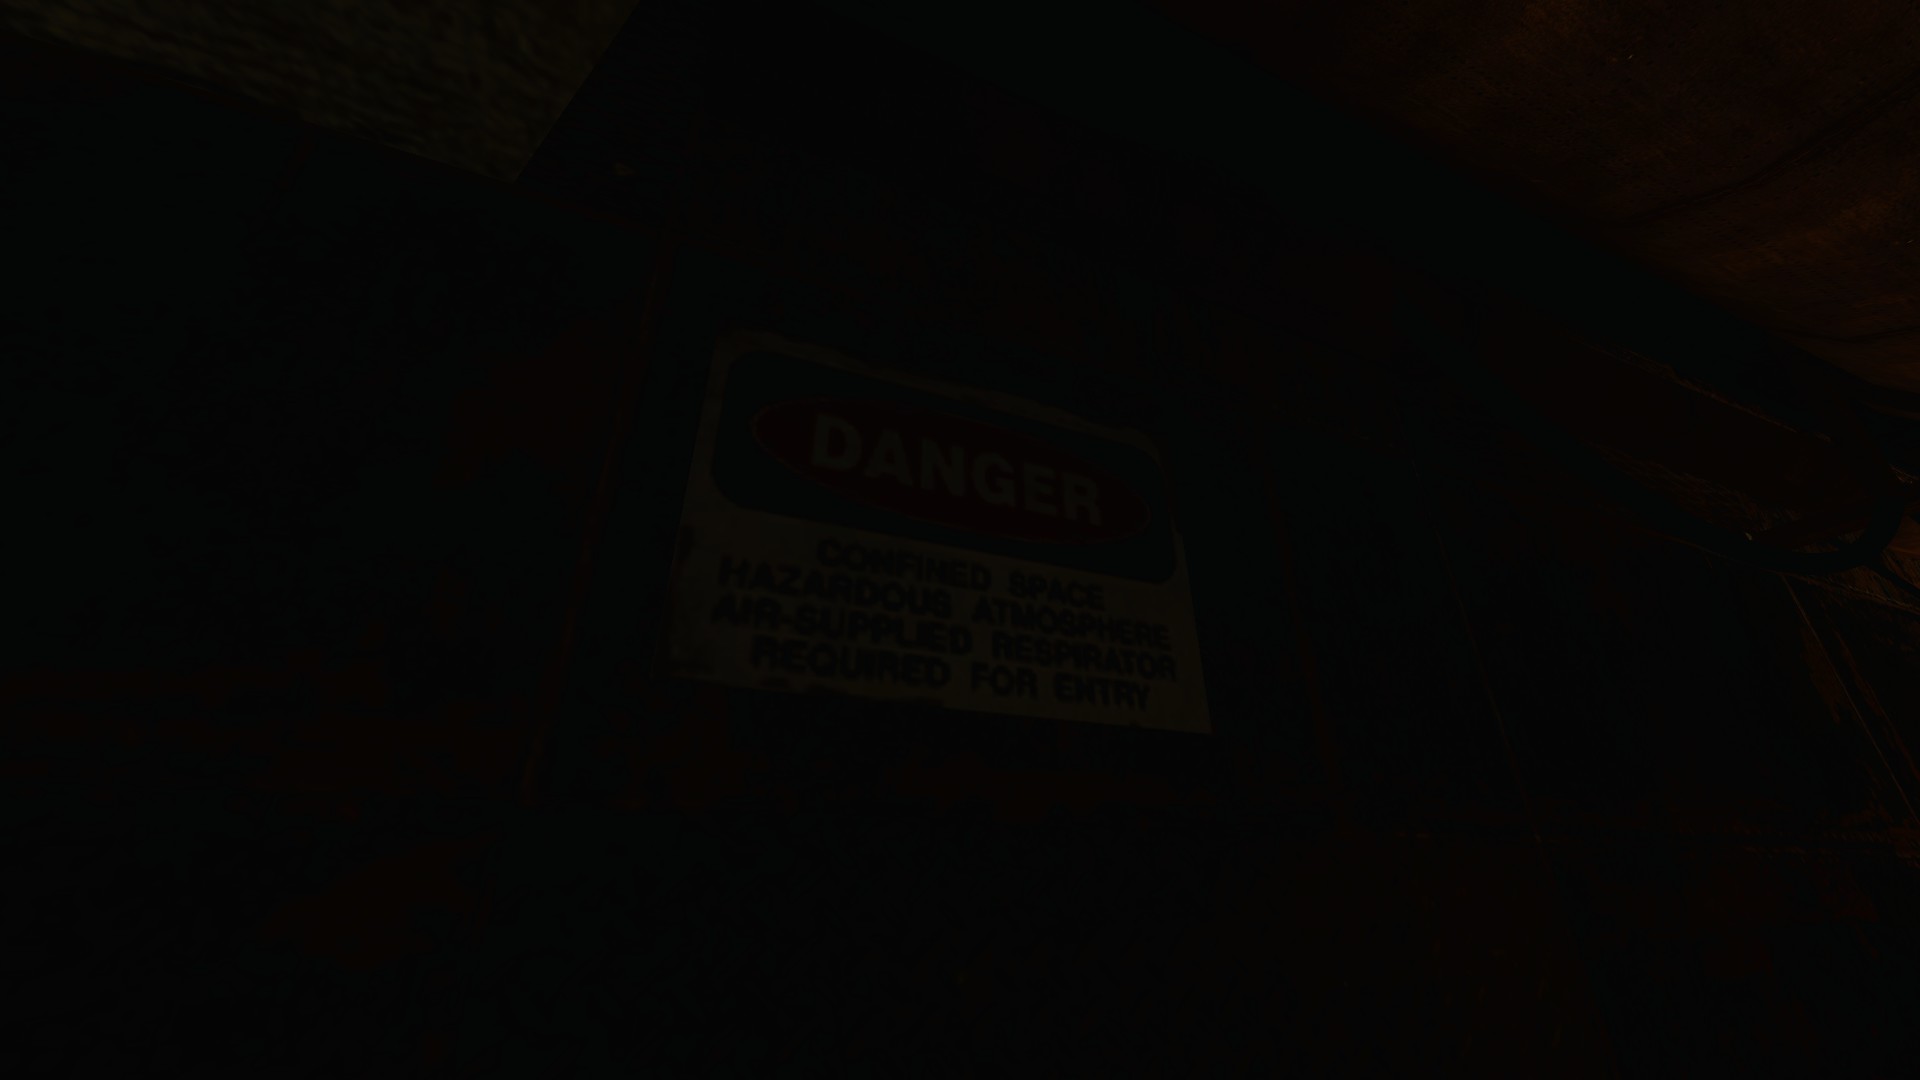 DANGER
CONFINED SPACE
HAZARDOUS ATMOSPHERE
AIR-SUPPLIED RESPIRATOR
REQUIRED FOR ENTRY